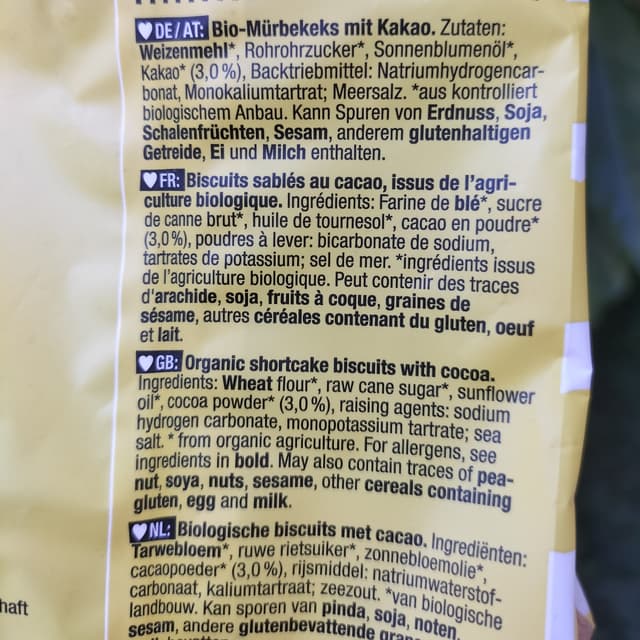 ♥DE/AT: Bio-Mürbekeks mit Kakao. Zutaten:
Weizenmehl*, Rohrohrzucker*, Sonnenblumenöl*,
Kakao* (3,0%), Backtriebmittel: Natriumhydrogencar-
bonat, Monokaliumtartrat; Meersalz. *aus kontrolliert
biologischem Anbau. Kann Spuren von Erdnuss, Soja,
Schalenfrüchten, Sesam, anderem glutenhaltigen
Getreide, Ei und Milch enthalten.
♥FR: Biscuits sablés au cacao, issus de l'agri-
culture biologique. Ingrédients: Farine de blé*, sucre
de canne brut*, huile de tournesol*, cacao en poudre*
(3,0%), poudres à lever: bicarbonate de sodium,
tartrates de potassium; sel de mer. *ingrédients issus
de l'agriculture biologique. Peut contenir des traces
d'arachide, soja, fruits à coque, graines de
sésame, autres céréales contenant du gluten, oeuf
et lait.
♥GB: Organic shortcake biscuits with cocoa.
Ingredients: Wheat flour*, raw cane sugar*, sunflower
oil*, cocoa powder* (3,0%), raising agents: sodium
hydrogen carbonate, monopotassium tartrate; sea
salt. * from organic agriculture. For allergens, see
ingredients in bold. May also contain traces of pea-
nut, soya, nuts, sesame, other cereals containing
gluten, egg and milk.
♥NL: Biologische biscuits met cacao. Ingrediënten:
Tarwebloem*, ruwe rietsuiker*, zonnebloemolie*,
cacaopoeder* (3,0%), rijsmiddel: natriumwaterstof-
carbonaat, kaliumtartraat; zeezout. *van biologische
landbouw. Kan sporen van pinda, soja, noten,
sesam, andere glutenbevattende
haft